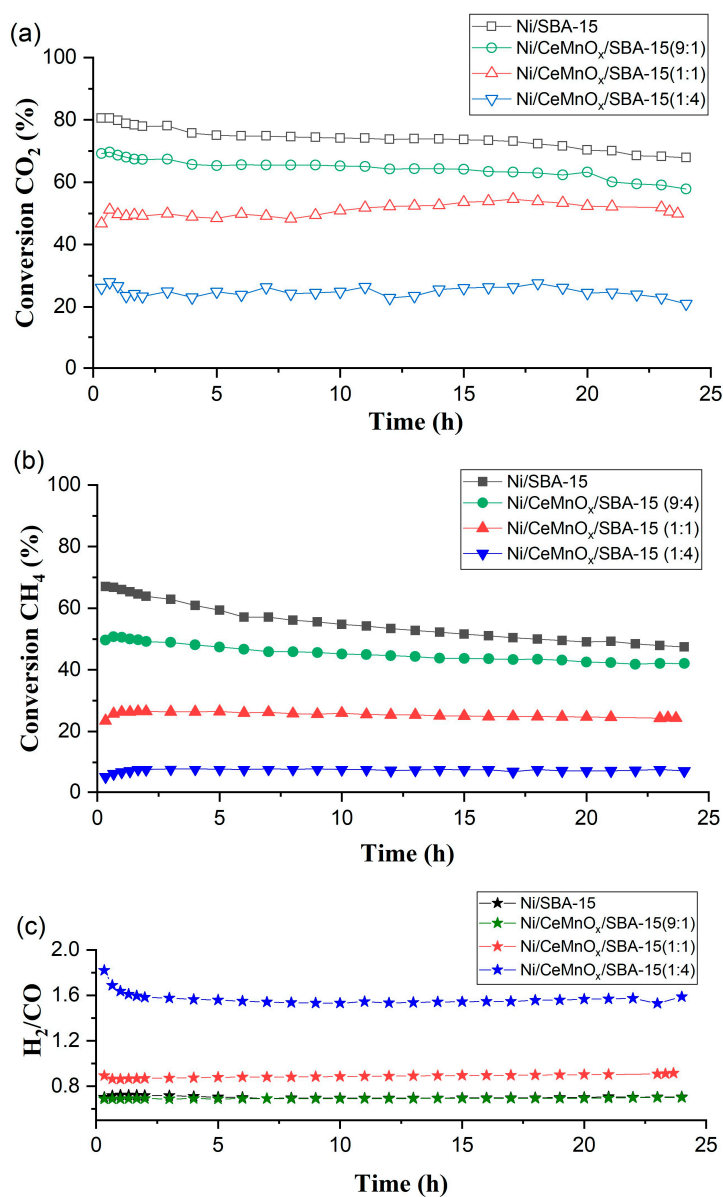 (a)
Ni/SBA-15
Ni/CeMnOₓ/SBA-15(9:1)
Ni/CeMnOₓ/SBA-15(1:1)
Ni/CeMnOₓ/SBA-15(1:4)
Conversion CO₂ (%)
100
80
60
40
20
0
0
5
10
15
20
25
Time (h)
(b)
Ni/SBA-15
Ni/CeMnOₓ/SBA-15 (9:4)
Ni/CeMnOₓ/SBA-15 (1:1)
Ni/CeMnOₓ/SBA-15 (1:4)
Conversion CH₄ (%)
100
80
60
40
20
0
0
5
10
15
20
25
Time (h)
(c)
Ni/SBA-15
Ni/CeMnOₓ/SBA-15(9:1)
Ni/CeMnOₓ/SBA-15(1:1)
Ni/CeMnOₓ/SBA-15(1:4)
H₂/CO
2.0
1.6
1.2
0.8
0
5
10
15
20
25
Time (h)